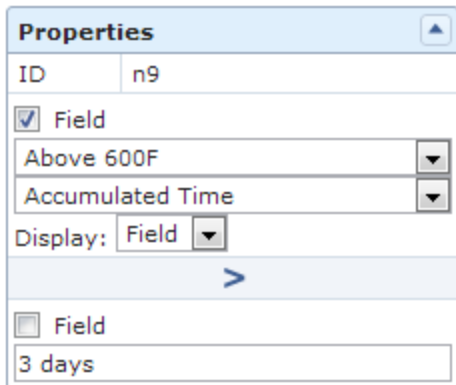 Properties
ID n9
Field
Above 600F
Accumulated Time
Display: Field
>
Field
3 days